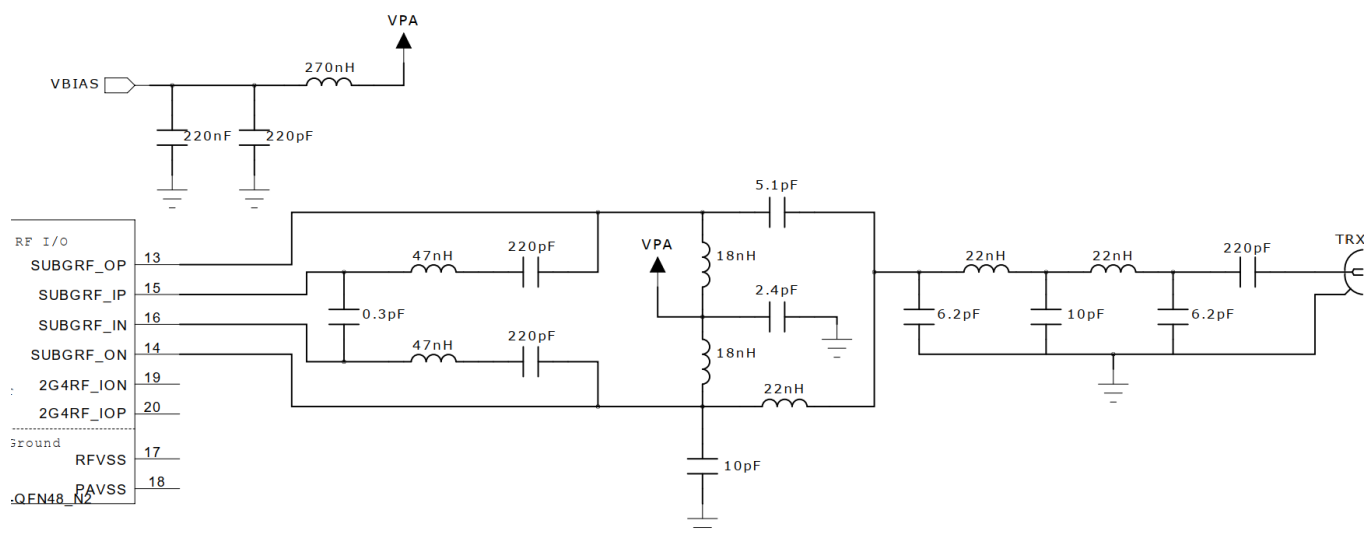 VPA
270nH
VBIAS
220nF
220pF
5.1pF
RF I/O
SUBGRF_OP 13
SUBGRF_IP 15
SUBGRF_IN 16
SUBGRF_ON 14
2G4RF_ION 19
2G4RF_IOP 20
Ground
RFVSS 17
PAVSS 18
-QFN48_N2
47nH
220pF
0.3pF
220pF
47nH
VPA
18nH
2.4pF
18nH
22nH
10pF
22nH
22nH
220pF
TRX
6.2pF
10pF
6.2pF